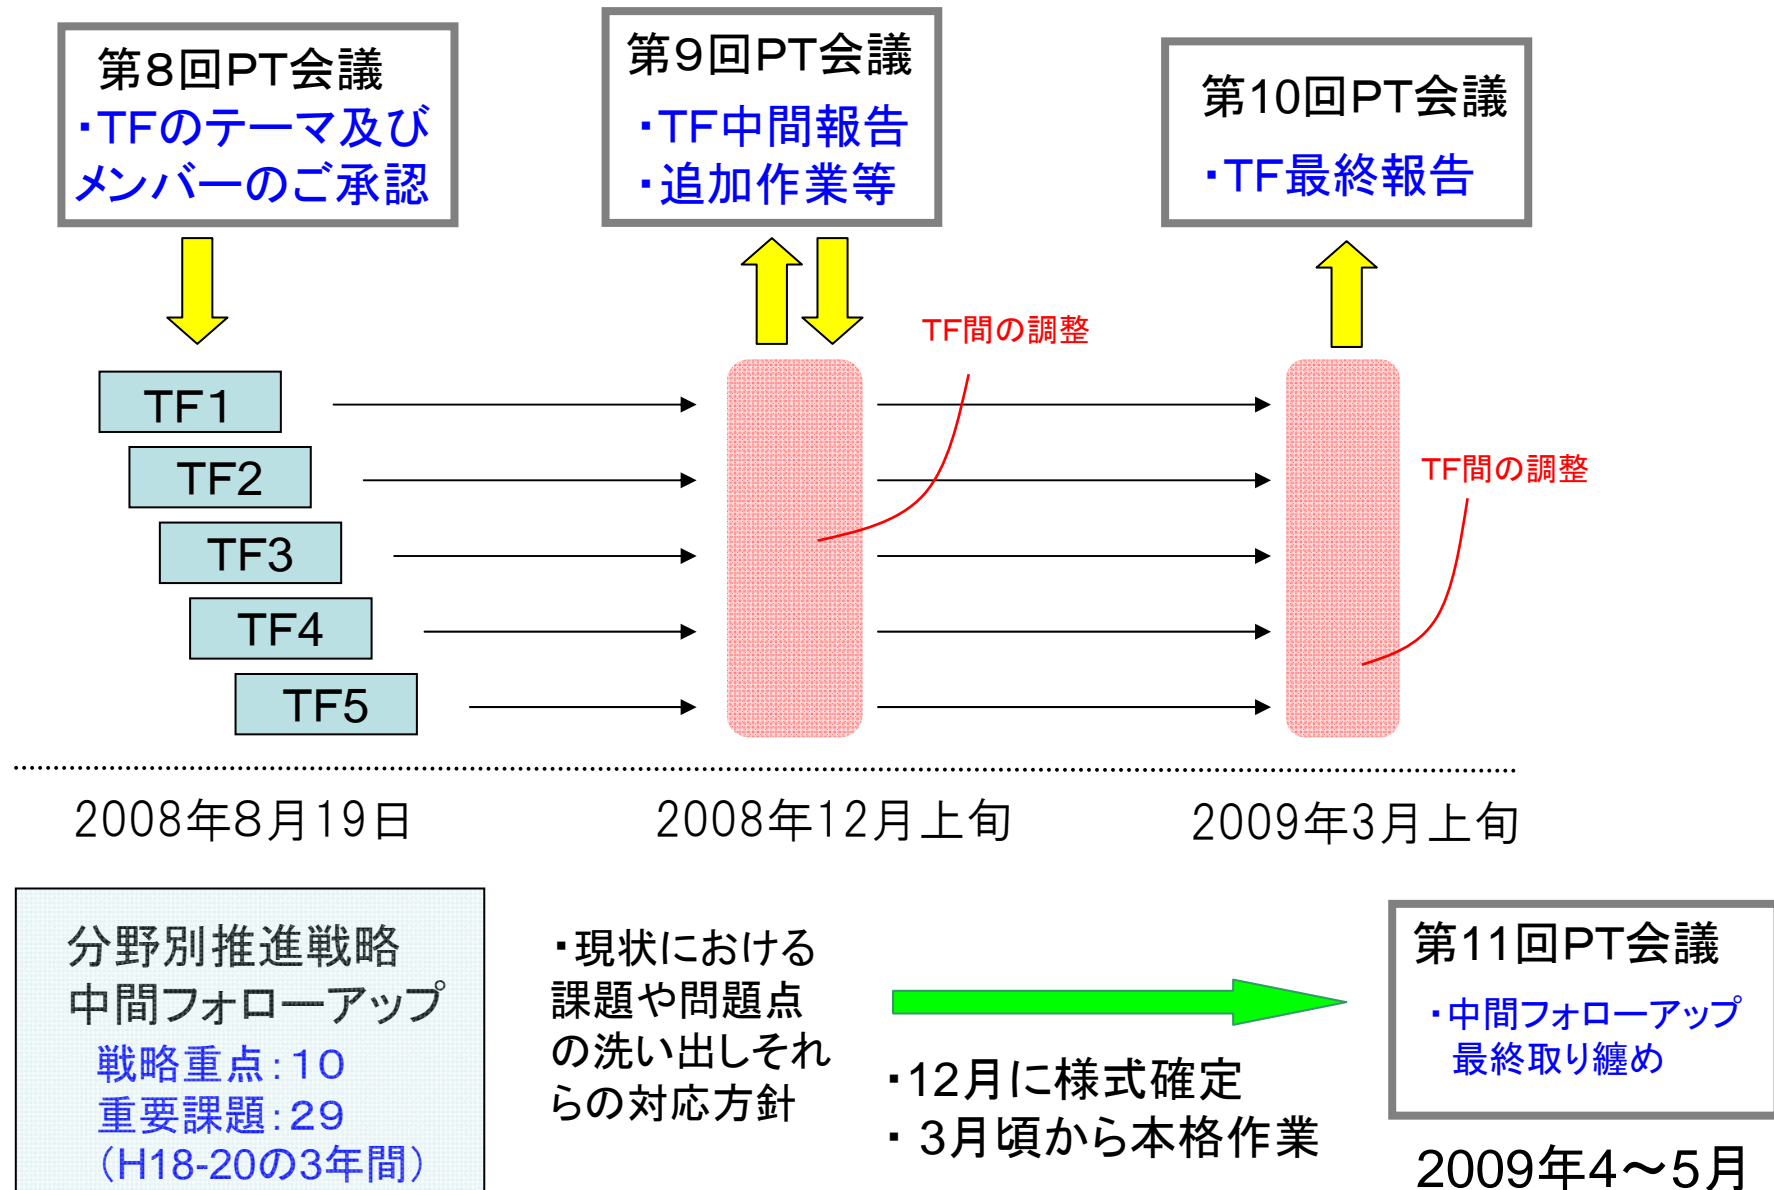 第8回PT会議
・TFのテーマ及び
メンバーのご承認
第9回PT会議
・TF中間報告
・追加作業等
第10回PT会議
・TF最終報告
TF間の調整
TF間の調整
TF1
TF2
TF3
TF4
TF5
2008年8月19日
2008年12月上旬
2009年3月上旬
分野別推進戦略
中間フォローアップ
戦略重点：10
重要課題：29
（H18-20の3年間）
・現状における
課題や問題点
の洗い出しそれ
らの対応方針
・12月に様式確定
・3月頃から本格作業
第11回PT会議
・中間フォローアップ
最終取り纏め
2009年4～5月